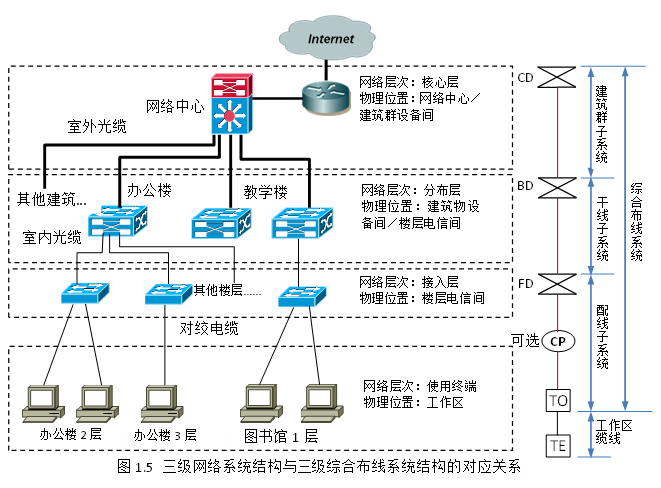 Internet
网络中心
网络层次：核心层
物理位置：网络中心／
建筑群设备间
室外光缆
其他建筑...
办公楼
教学楼
网络层次：分布层
物理位置：建筑物设
备间／楼层电信间
室内光缆
其他楼层……
网络层次：接入层
物理位置：楼层电信间
对绞电缆
网络层次：使用终端
物理位置：工作区
办公楼 2 层
办公楼 3 层
图书馆 1 层
CD
BD
FD
可选
CP
TO
TE
建筑群子系统
干线子系统
配线子系统
综合布线系统
工作区
缆线
图 1.5 三级网络系统结构与三级综合布线系统结构的对应关系